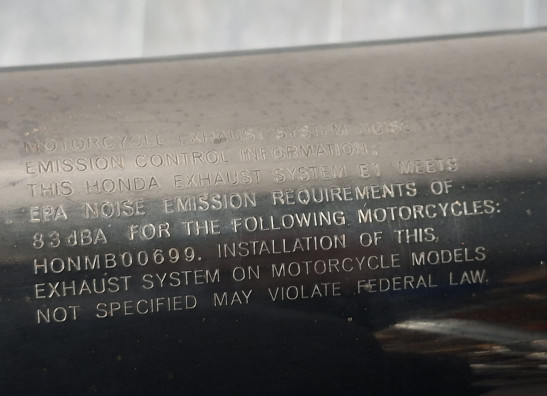 MOTORCYCLE EXHAUST SYSTEM NOISE
EMISSION CONTROL INFORMATION:
THIS HONDA EXHAUST SYSTEM E1 MEETS
EPA NOISE EMISSION REQUIREMENTS OF
83dBA FOR THE FOLLOWING MOTORCYCLES:
HONMB00699. INSTALLATION OF THIS,
EXHAUST SYSTEM ON MOTORCYCLE MODELS
NOT SPECIFIED MAY VIOLATE FEDERAL LAW.